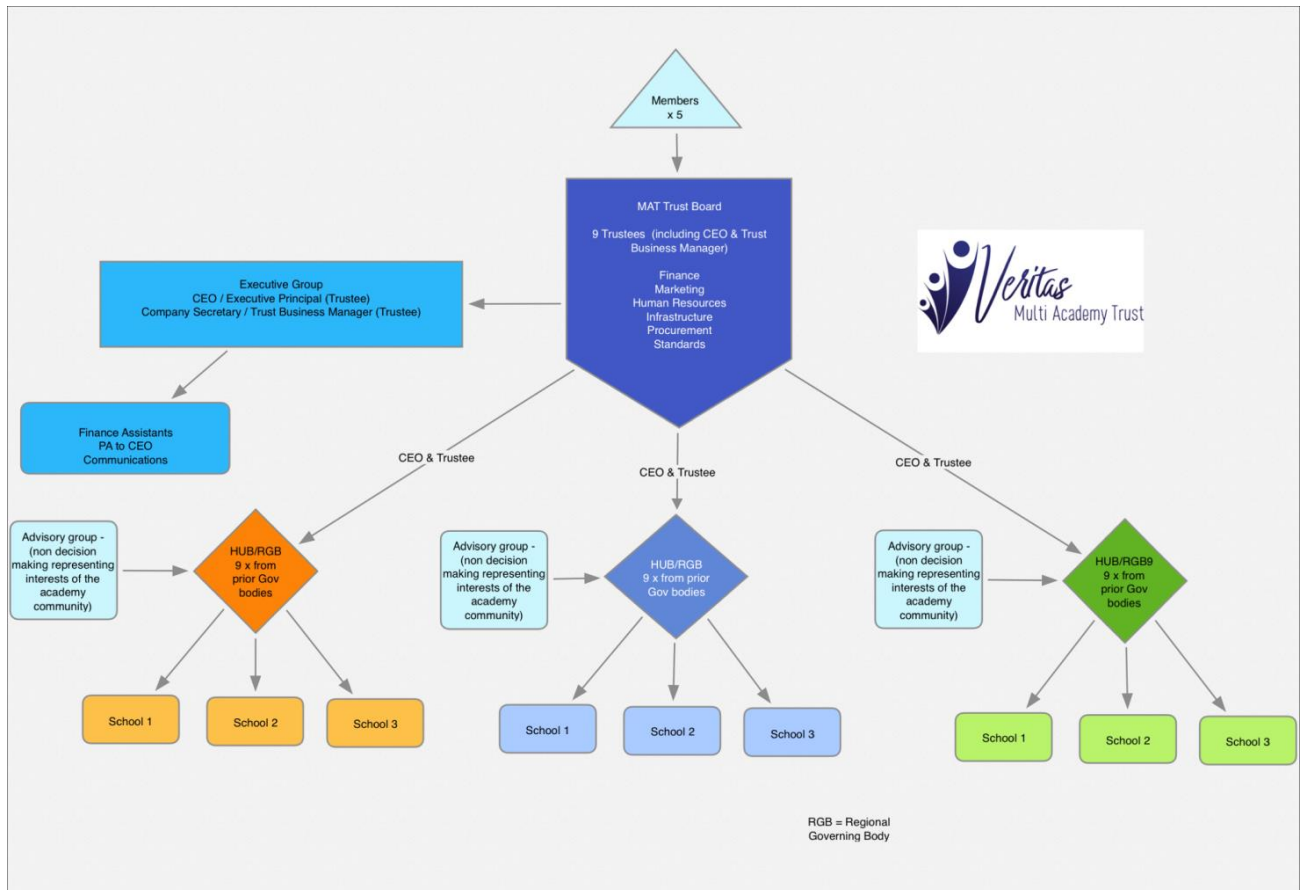 Members
x 5
MAT Trust Board
9 Trustees  (including CEO & Trust
Business Manager)
Finance
Marketing
Human Resources
Infrastructure
Procurement
Standards
Veritas
Multi Academy Trust
Executive Group
CEO / Executive Principal (Trustee)
Company Secretary / Trust Business Manager (Trustee)
Finance Assistants
PA to CEO
Communications
CEO & Trustee
CEO & Trustee
CEO & Trustee
Advisory group -
(non decision
making representing
interests of the
academy
community)
HUB/RGB
9 x from
prior Gov
bodies
Advisory group -
(non decision
making representing
interests of the
academy
community)
HUB/RGB
9 x from prior
Gov bodies
Advisory group -
(non decision
making representing
interests of the
academy
community)
HUB/RGB9
9 x from
prior Gov
bodies
School 1
School 2
School 3
School 1
School 2
School 3
School 1
School 2
School 3
RGB = Regional
Governing Body